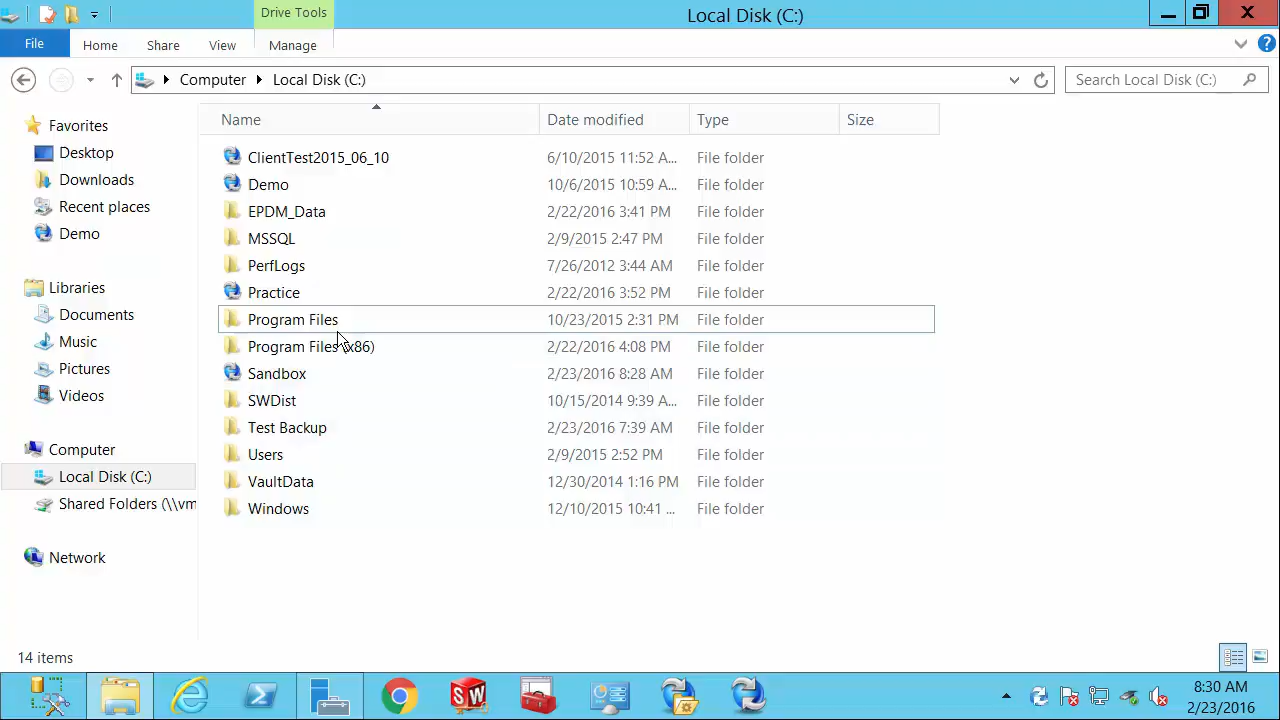 Drive Tools
Local Disk (C:)
File
Home
Share
View
Manage
Computer
Local Disk (C:)
Search Local Disk (C:)
Name
Date modified
Type
Size
Favorites
Desktop
Downloads
Recent places
Demo
Libraries
Documents
Music
Pictures
Videos
Computer
Local Disk (C:)
Shared Folders (\\vm
Network
ClientTest2015_06_10 6/10/2015 11:52 A... File folder
Demo 10/6/2015 10:59 A... File folder
EPDM_Data 2/22/2016 3:41 PM File folder
MSSQL 2/9/2015 2:47 PM File folder
PerfLogs 7/26/2012 3:44 AM File folder
Practice 2/22/2016 3:52 PM File folder
Program Files 10/23/2015 2:31 PM File folder
Program Files (x86) 2/22/2016 4:08 PM File folder
Sandbox 2/23/2016 8:28 AM File folder
SWDist 10/15/2014 9:39 A... File folder
Test Backup 2/23/2016 7:39 AM File folder
Users 2/9/2015 2:52 PM File folder
VaultData 12/30/2014 1:16 PM File folder
Windows 12/10/2015 10:41 ... File folder
14 items
SW
8:30 AM
2/23/2016